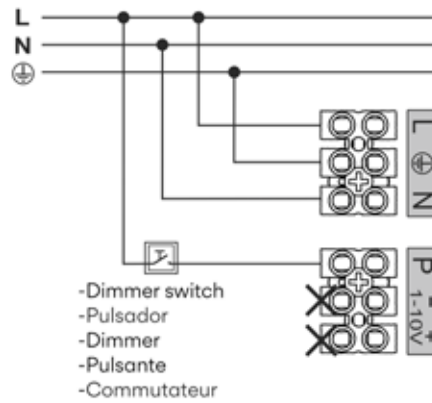 L
N
L
N
P
- +
1-10V
-Dimmer switch
-Pulsador
-Dimmer
-Pulsante
-Commutateur